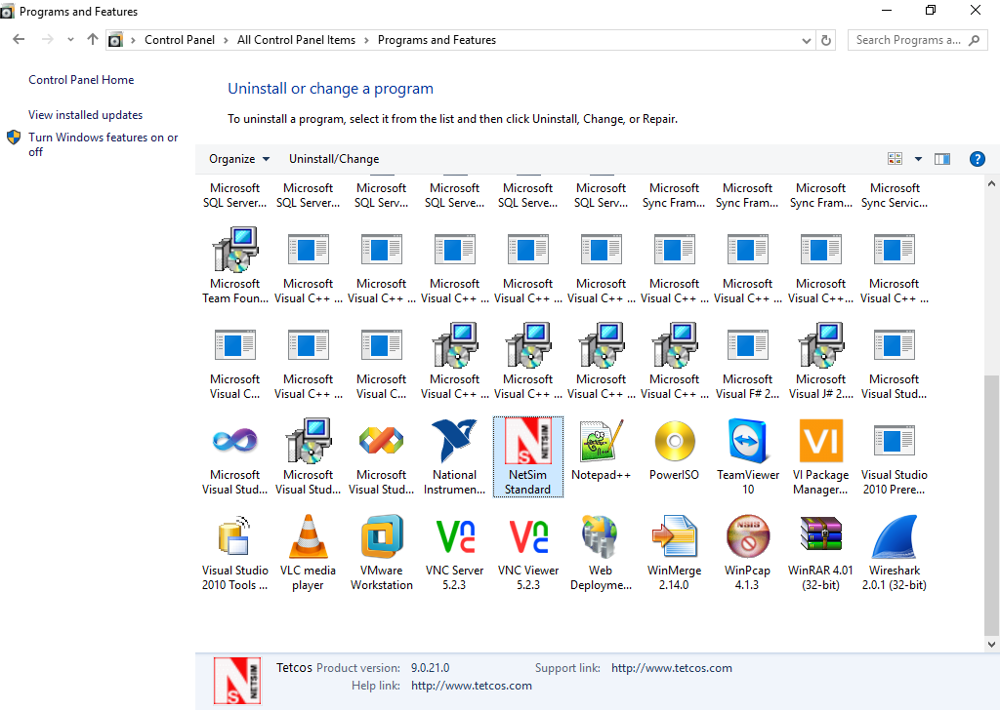 Programs and Features
Control Panel > All Control Panel Items > Programs and Features
Search Programs a...
Control Panel Home
View installed updates
Turn Windows features on or
off
Uninstall or change a program
To uninstall a program, select it from the list and then click Uninstall, Change, or Repair.
Organize Uninstall/Change
Microsoft Microsoft Microsoft Microsoft Microsoft Microsoft Microsoft Microsoft Microsoft Microsoft
SQL Server... SQL Server... SQL Serv... SQL Serve... SQL Serve... SQL Serv... Sync Fram... Sync Fram... Sync Fram... Sync Servic...
Microsoft Microsoft Microsoft Microsoft Microsoft Microsoft Microsoft Microsoft Microsoft Microsoft
Team Foun... Visual C++ ... Visual C++ ... Visual C++ ... Visual C++ ... Visual C++ ... Visual C++ ... Visual C++ ... Visual C++... Visual C++ ...
Microsoft Microsoft Microsoft Microsoft Microsoft Microsoft Microsoft Microsoft Microsoft Microsoft
Visual C... Visual C++ ... Visual C... Visual C++ ... Visual C++ ... Visual C++ ... Visual C++ ... Visual F# 2... Visual J# 2.... Visual Stud...
NETSIM
VI
Microsoft Microsoft Microsoft National NetSim Notepad++ PowerISO TeamViewer VI Package Visual Studio
Visual Stud... Visual Stud... Visual Stud... Instrumen... Standard 10 Manager... 2010 Prere...
Visual Studio VLC media VMware VNC Server VNC Viewer Web WinMerge WinPcap WinRAR 4.01 Wireshark
2010 Tools ... player Workstation 5.2.3 5.2.3 Deployme... 2.14.0 4.1.3 (32-bit) 2.0.1 (32-bit)
NETSIM
Tetcos Product version: 9.0.21.0 Support link: http://www.tetcos.com
Help link: http://www.tetcos.com